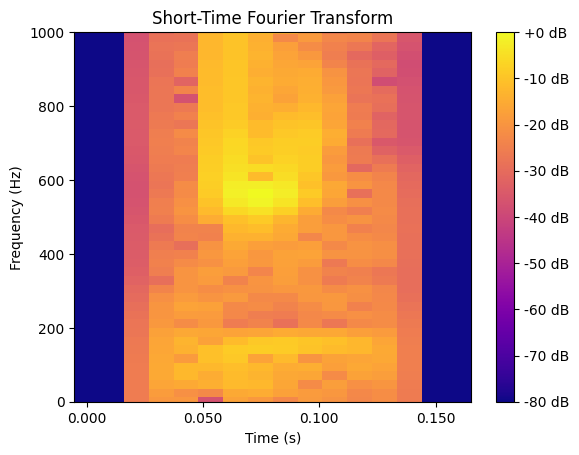 Short-Time Fourier Transform
1000
800
600
400
200
0
Frequency (Hz)
0.000
0.050
0.100
0.150
Time (s)
+0 dB
-10 dB
-20 dB
-30 dB
-40 dB
-50 dB
-60 dB
-70 dB
-80 dB